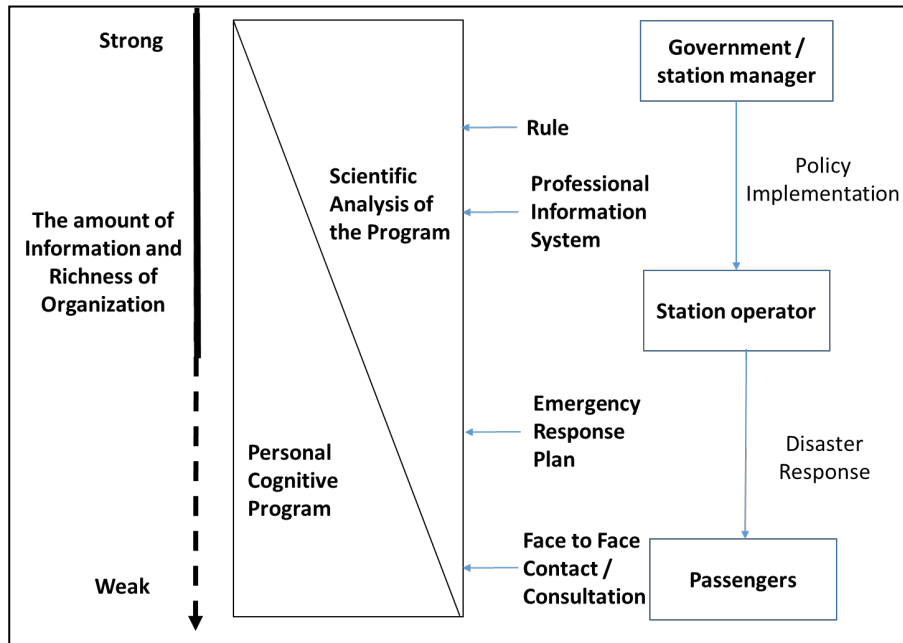 Strong
The amount of
Information and
Richness of
Organization
Weak
Scientific
Analysis of
the Program
Personal
Cognitive
Program
Rule
Professional
Information
System
Emergency
Response
Plan
Face to Face
Contact /
Consultation
Government /
station manager
Policy
Implementation
Station operator
Disaster
Response
Passengers